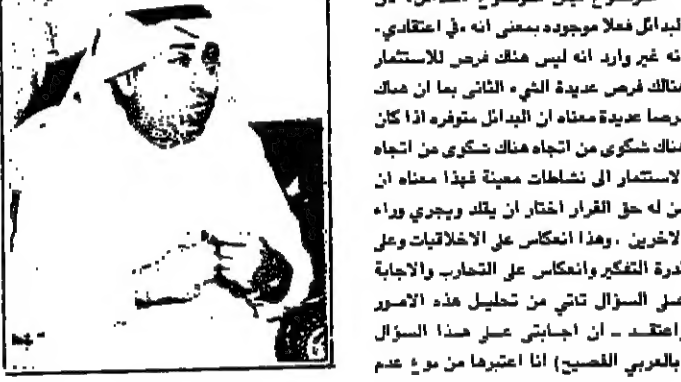 البدائل فعلا موجوده بمعنى انه «في اعتقادي.
انه غير وارد انه ليس هناك فرص للاستثمار
هنالك فرص عديدة الشيء الثاني بما ان هناك
فرصا عديدة معناه ان البدائل متوفره اذا كان
هناك شكوى من اتجاه هناك شكرى من اتجاه
الاستثمار الى نشاطات معينة فهذا معناه ان
من له حق القرار اختار ان يقلد ويجري وراء
الاخرين . وهذا انعكاس على الاخلاقيات وعلى
قدرة التفكير وانعكاس على التجارب والاجابة
على السؤال تاتي من تحليل هذه الامور
واعتقد - ان اجابتي على هذا السؤال
(بالعربي الفصيح) انا اعتبرها من عدم